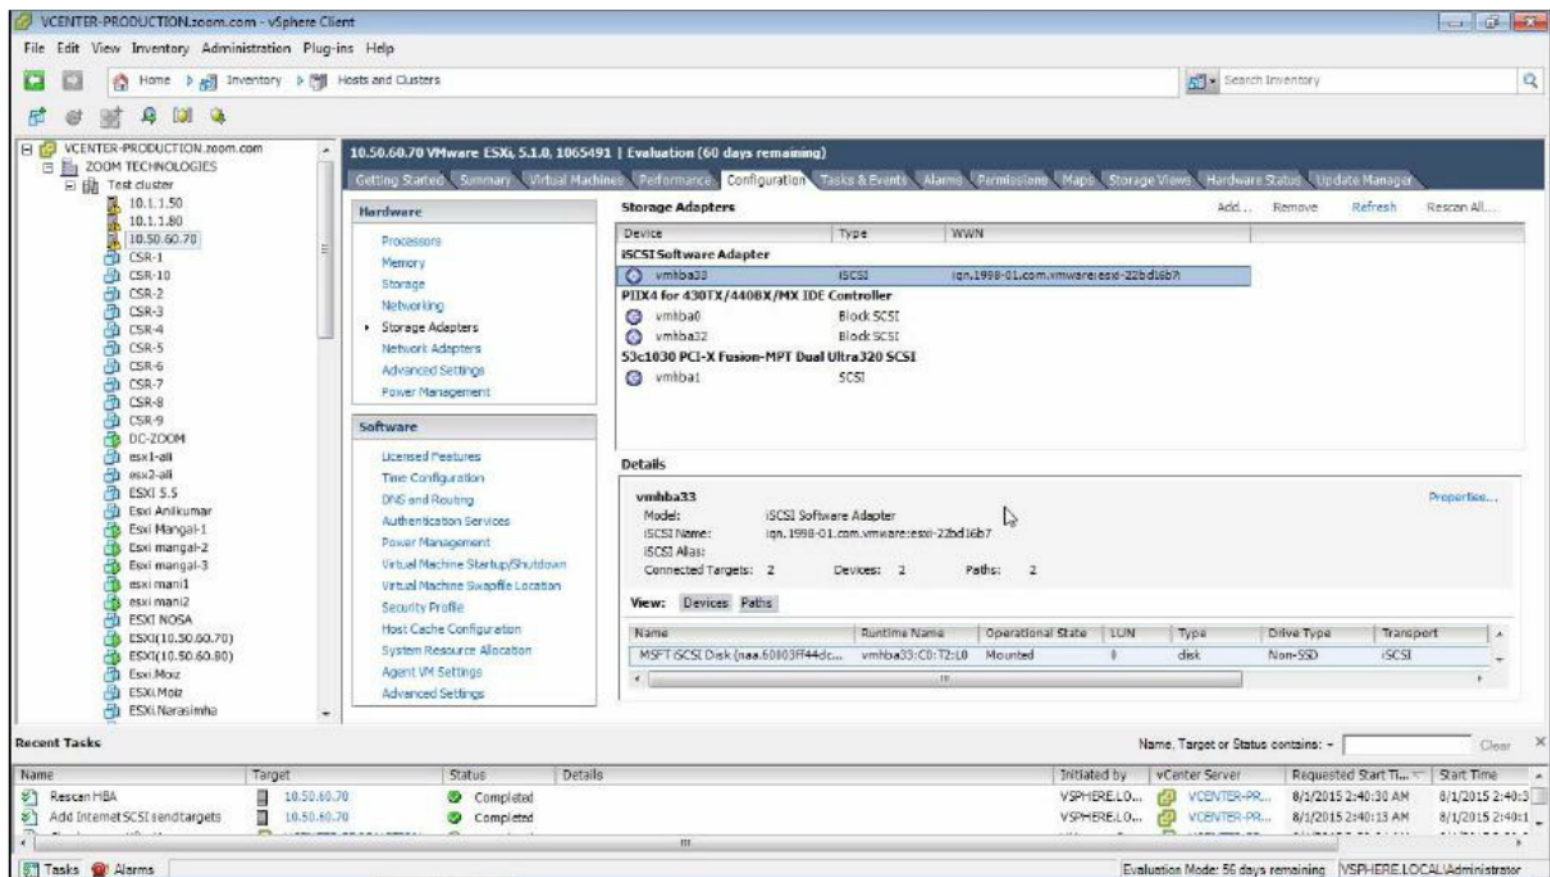 VCENTER-PRODUCTION.zoom.com - vSphere Client
File Edit View Inventory Administration Plug-ins Help
Home Inventory Hosts and Clusters
Search Inventory
VCENTER-PRODUCTION.zoom.com
ZOOM TECHNOLOGIES
Test cluster
10.1.1.50
10.1.1.80
10.50.60.70
CSR-1
CSR-10
CSR-2
CSR-3
CSR-4
CSR-5
CSR-6
CSR-7
CSR-8
CSR-9
DC-ZOOM
esx1-ali
esx2-ali
ESXI 5.5
Esxi Anilkumar
Esxi Mangal-1
Esxi mangal-2
Esxi mangal-3
esxi mani1
esxi mani2
ESXI NOSA
ESXI(10.50.60.70)
ESXI(10.50.60.80)
Esxi.Moiz
ESXi.Moiz
ESXi.Narasimha
10.50.60.70 VMware ESXi, 5.1.0, 1065491 | Evaluation (60 days remaining)
Getting Started Summary Virtual Machines Performance Configuration Tasks & Events Alarms Permissions Maps Storage Views Hardware Status Update Manager
Hardware
Processors
Memory
Storage
Networking
Storage Adapters
Network Adapters
Advanced Settings
Power Management
Software
Licensed Features
Time Configuration
DNS and Routing
Authentication Services
Power Management
Virtual Machine Startup/Shutdown
Virtual Machine Swapfile Location
Security Profile
Host Cache Configuration
System Resource Allocation
Agent VM Settings
Advanced Settings
Storage Adapters Add... Remove Refresh Rescan All...
Device Type WWN
iSCSI Software Adapter
vmhba33 iSCSI iqn.1998-01.com.vmware:esxi-22bd16b7:
PIIX4 for 430TX/440BX/MX IDE Controller
vmhba0 Block SCSI
vmhba32 Block SCSI
53c1030 PCI-X Fusion-MPT Dual Ultra320 SCSI
vmhba1 SCSI
Details
vmhba33 Properties...
Model: iSCSI Software Adapter
iSCSI Name: iqn.1998-01.com.vmware:esxi-22bd16b7
iSCSI Alias:
Connected Targets: 2 Devices: 2 Paths: 2
View: Devices Paths
Name Runtime Name Operational State LUN Type Drive Type Transport
MSFT iSCSI Disk (naa.60003ff44dc... vmhba33:C0:T2:L0 Mounted 0 disk Non-SSD iSCSI
Recent Tasks Name, Target or Status contains: Clear
Name Target Status Details Initiated by vCenter Server Requested Start Ti... Start Time
Rescan HBA 10.50.60.70 Completed VSPHERE.LO... VCENTER-PR... 8/1/2015 2:40:30 AM 8/1/2015 2:40:3
Add Internet SCSI send targets 10.50.60.70 Completed VSPHERE.LO... VCENTER-PR... 8/1/2015 2:40:13 AM 8/1/2015 2:40:1
Tasks Alarms Evaluation Mode: 56 days remaining VSPHERE.LOCAL\Administrator